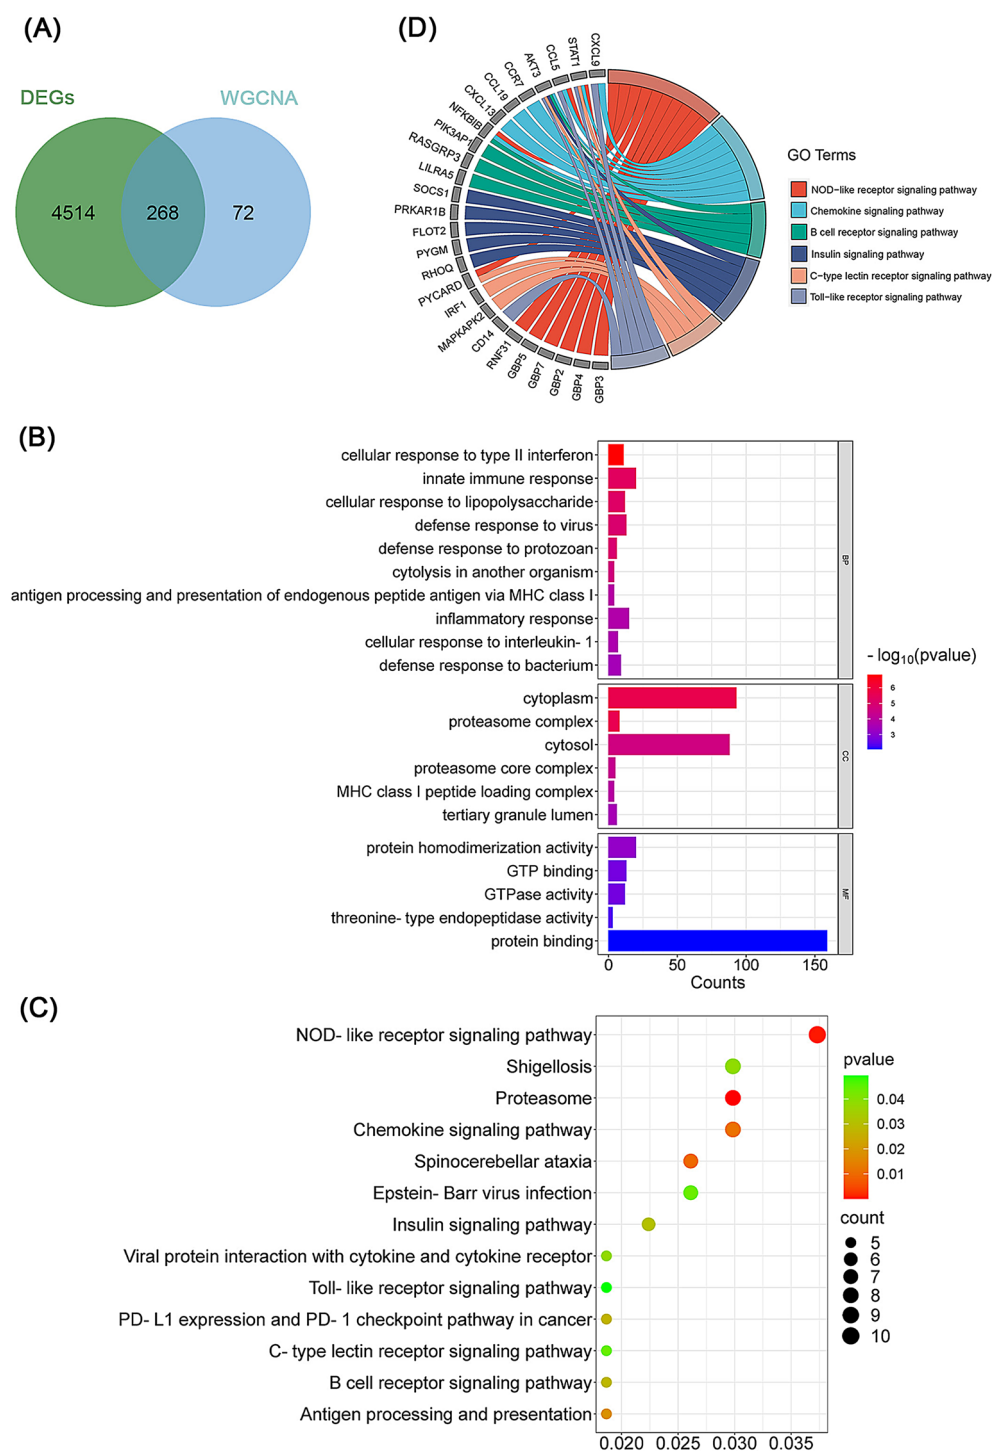 (A)
DEGs
WGCNA
4514
268
72
(D)
CXCL9
STAT1
CCL5
AKT3
CCR7
CCL19
CXCL13
NFKBIB
PIK3AP1
RASGRP3
LILRA5
SOCS1
PRKAR1B
FLOT2
PYGM
RHOQ
PYCARD
IRF1
MAPKAPK2
CD14
RNF31
GBP5
GBP7
GBP2
GBP4
GBP3
GO Terms
NOD-like receptor signaling pathway
Chemokine signaling pathway
B cell receptor signaling pathway
Insulin signaling pathway
C-type lectin receptor signaling pathway
Toll-like receptor signaling pathway
(B)
cellular response to type II interferon
innate immune response
cellular response to lipopolysaccharide
defense response to virus
defense response to protozoan
cytolysis in another organism
antigen processing and presentation of endogenous peptide antigen via MHC class I
inflammatory response
cellular response to interleukin- 1
defense response to bacterium
BP
cytoplasm
proteasome complex
cytosol
proteasome core complex
MHC class I peptide loading complex
tertiary granule lumen
CC
protein homodimerization activity
GTP binding
GTPase activity
threonine- type endopeptidase activity
protein binding
MF
0 50 100 150
Counts
- log10(pvalue)
6
5
4
3
(C)
NOD- like receptor signaling pathway
Shigellosis
Proteasome
Chemokine signaling pathway
Spinocerebellar ataxia
Epstein- Barr virus infection
Insulin signaling pathway
Viral protein interaction with cytokine and cytokine receptor
Toll- like receptor signaling pathway
PD- L1 expression and PD- 1 checkpoint pathway in cancer
C- type lectin receptor signaling pathway
B cell receptor signaling pathway
Antigen processing and presentation
0.020 0.025 0.030 0.035
pvalue
0.04
0.03
0.02
0.01
count
5
6
7
8
9
10